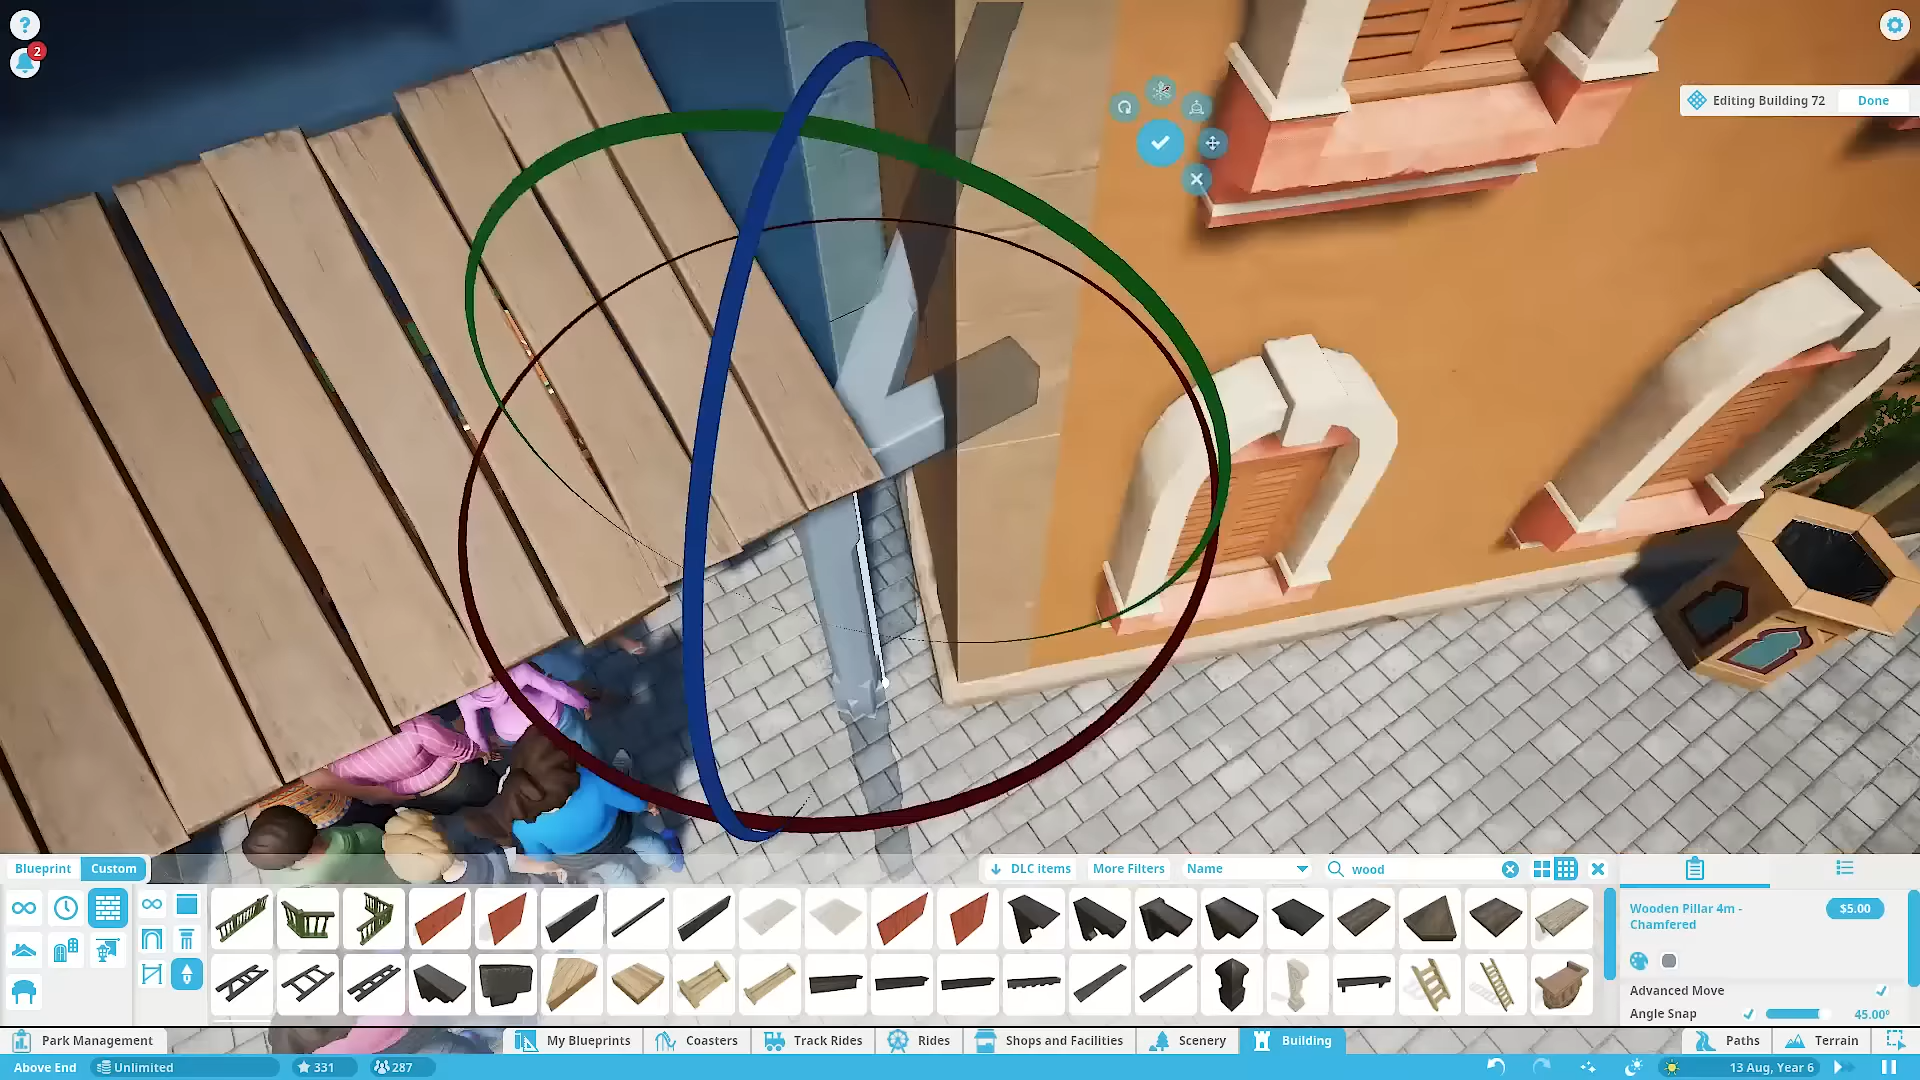 ?
2
Editing Building 72
Done
Blueprint
Custom
DLC items
More Filters
Name
wood
Wooden Pillar 4m -
Chamfered
$5.00
Advanced Move
Angle Snap
45.00°
Park Management
My Blueprints
Coasters
Track Rides
Rides
Shops and Facilities
Scenery
Building
Paths
Terrain
Above End
Unlimited
331
287
13 Aug, Year 6